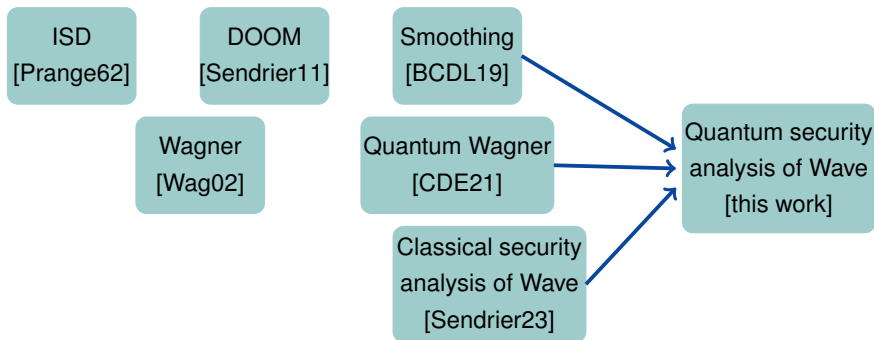 ISD
[Prange62]
DOOM
[Sendrier11]
Smoothing
[BCDL19]
Wagner
[Wag02]
Quantum Wagner
[CDE21]
Quantum security
analysis of Wave
[this work]
Classical security
analysis of Wave
[Sendrier23]